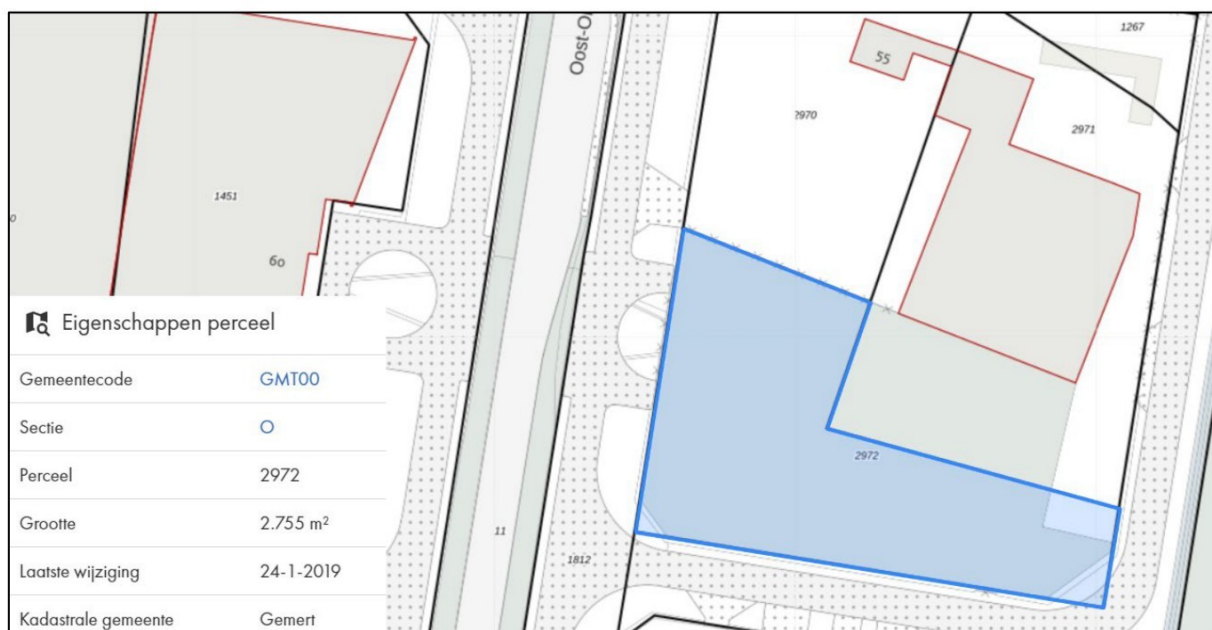 Oost-O
1267
55
2970
2971
1451
60
Eigenschappen perceel
Gemeentecode GMT00
Sectie O
Perceel 2972
Grootte 2.755 m²
Laatste wijziging 24-1-2019
Kadastrale gemeente Gemert
2972
11
1812